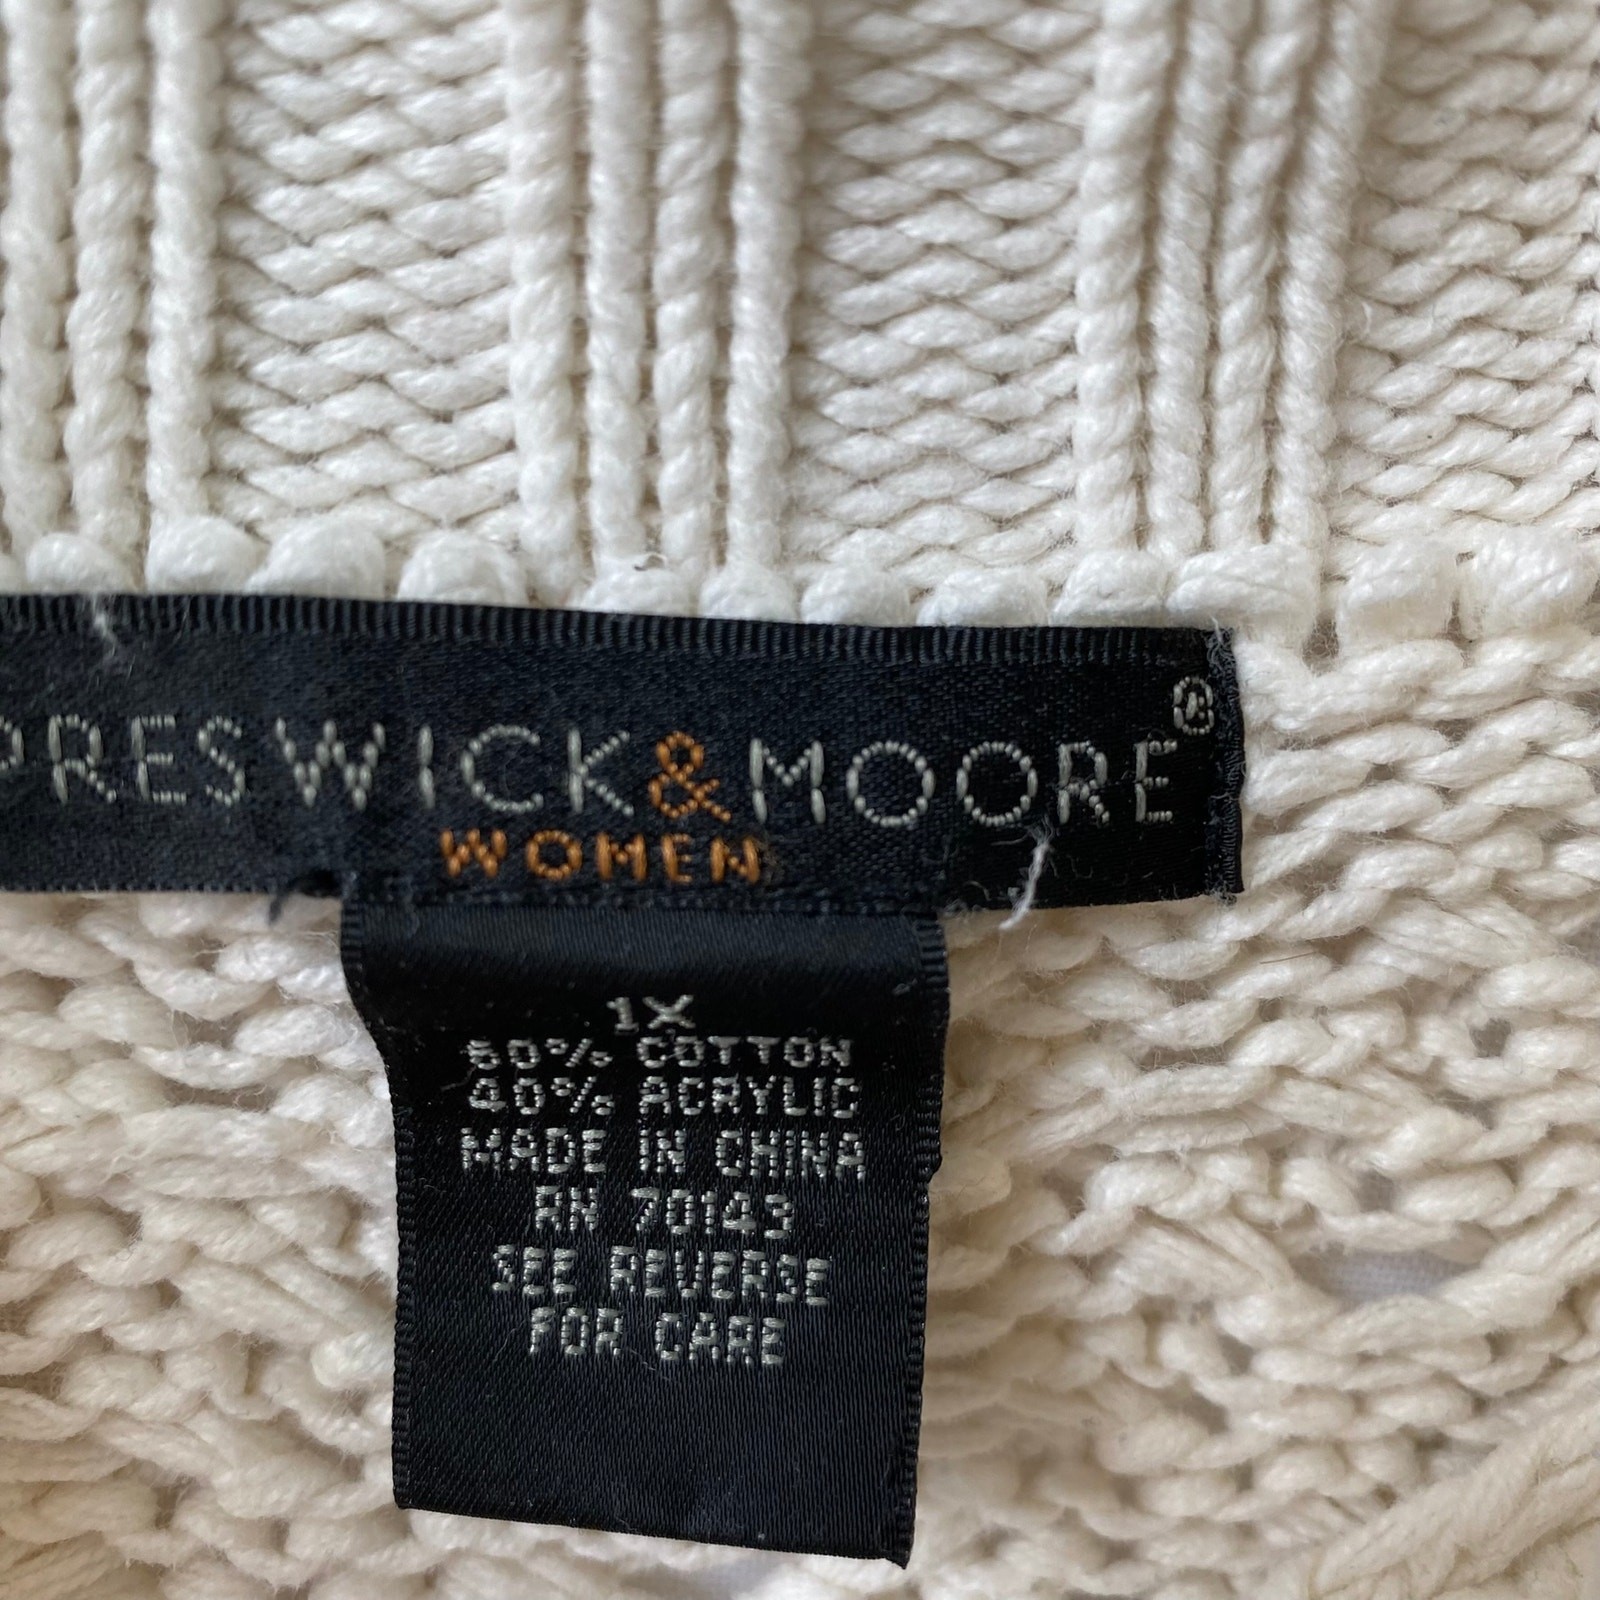 PRESWICK&MOORE®
WOMEN
1X
60% COTTON
40% ACRYLIC
MADE IN CHINA
RN 70143
SEE REVERSE
FOR CARE